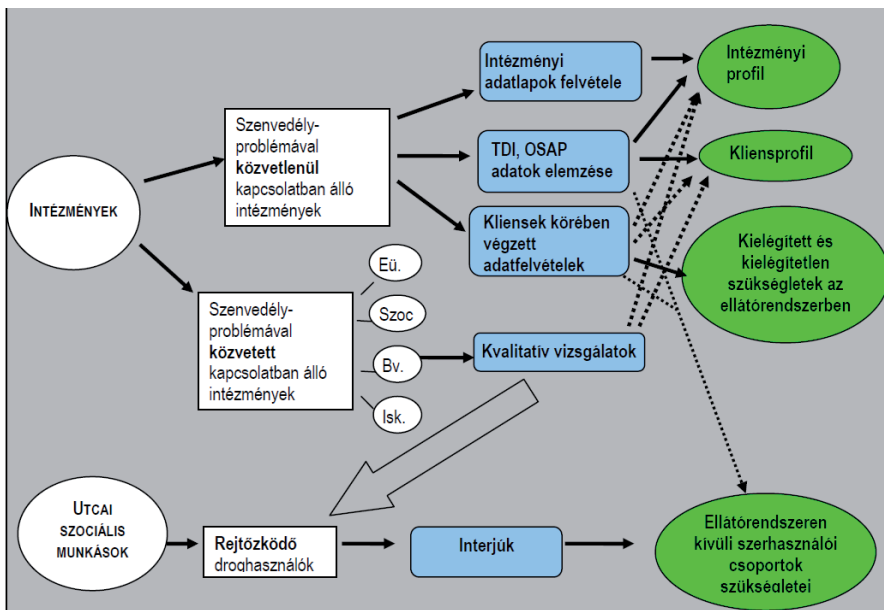 INTÉZMÉNYEK
Szenvedély-
problémával
közvetlenül
kapcsolatban álló
intézmények
Intézményi
adatlapok felvétele
Intézményi
profil
TDI, OSAP
adatok elemzése
Kliensprofil
Kliensek körében
végzett
adatfelvételek
Kielégített és
kielégítetlen
szükségletek az
ellátórendszerben
Szenvedély-
problémával
közvetett
kapcsolatban álló
intézmények
Eü.
Szoc
Bv.
Isk.
Kvalitatív vizsgálatok
UTCAI
SZOCIÁLIS
MUNKÁSOK
Rejtőzködő
droghasználók
Interjúk
Ellátórendszeren
kívüli szerhasználói
csoportok
szükségletei